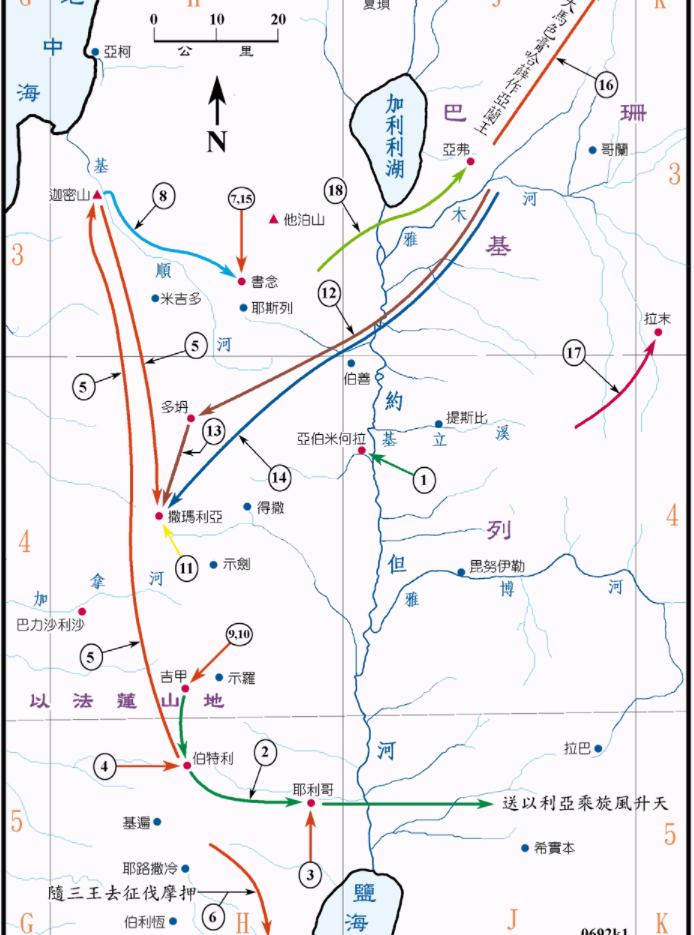 G
H
J
K
夏瑣
地
中
海
0 10 20
公 里
N
亞柯
大馬色膏哈薛作亞蘭王
16
加利利湖
巴
珊
亞弗
哥蘭
3
基
迦密山
8
7,15
他泊山
18
雅
木
河
基
3
順
書念
米吉多
耶斯列
12
河
5
5
拉末
伯善
17
多坍
約
提斯比
13
亞伯米何拉
基 立 溪
14
1
撒瑪利亞
得撒
4
列
4
11
示劍
但
毘努伊勒
加 拿 河
雅 博 河
巴力沙利沙
5
9,10
吉甲
示羅
以 法 蓮 山 地
河
拉巴
4
伯特利
2
耶利哥
送以利亞乘旋風升天
5
基遍
5
希實本
耶路撒冷
3
隨三王去征伐摩押
6
鹽
海
G
伯利恆
H
J
K
0692k1